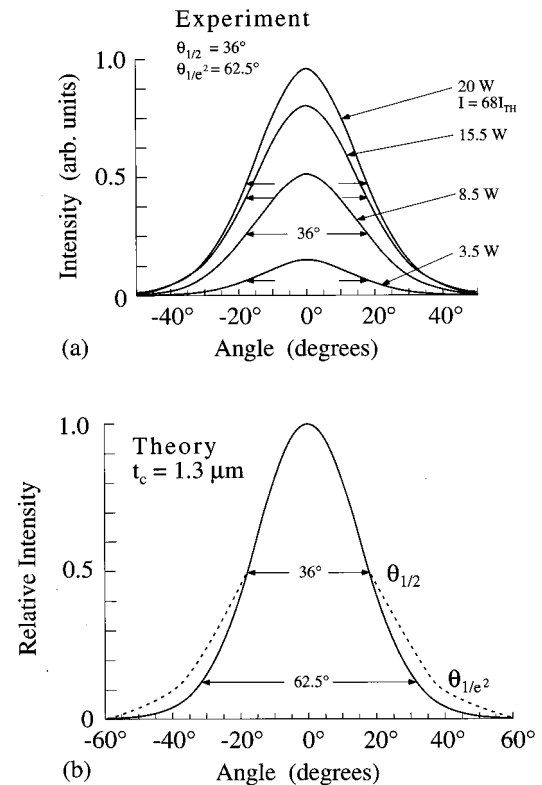 Experiment
θ1/2 = 36°
θ1/e² = 62.5°
Intensity (arb. units)
1.0
0.5
0
36°
20 W
I = 68ITH
15.5 W
8.5 W
3.5 W
-40° -20° 0° 20° 40°
(a) Angle (degrees)
Theory
tc = 1.3 µm
Relative Intensity
1.0
0.5
0
36° θ1/2
62.5° θ1/e²
-60° -40° -20° 0° 20° 40° 60°
(b) Angle (degrees)